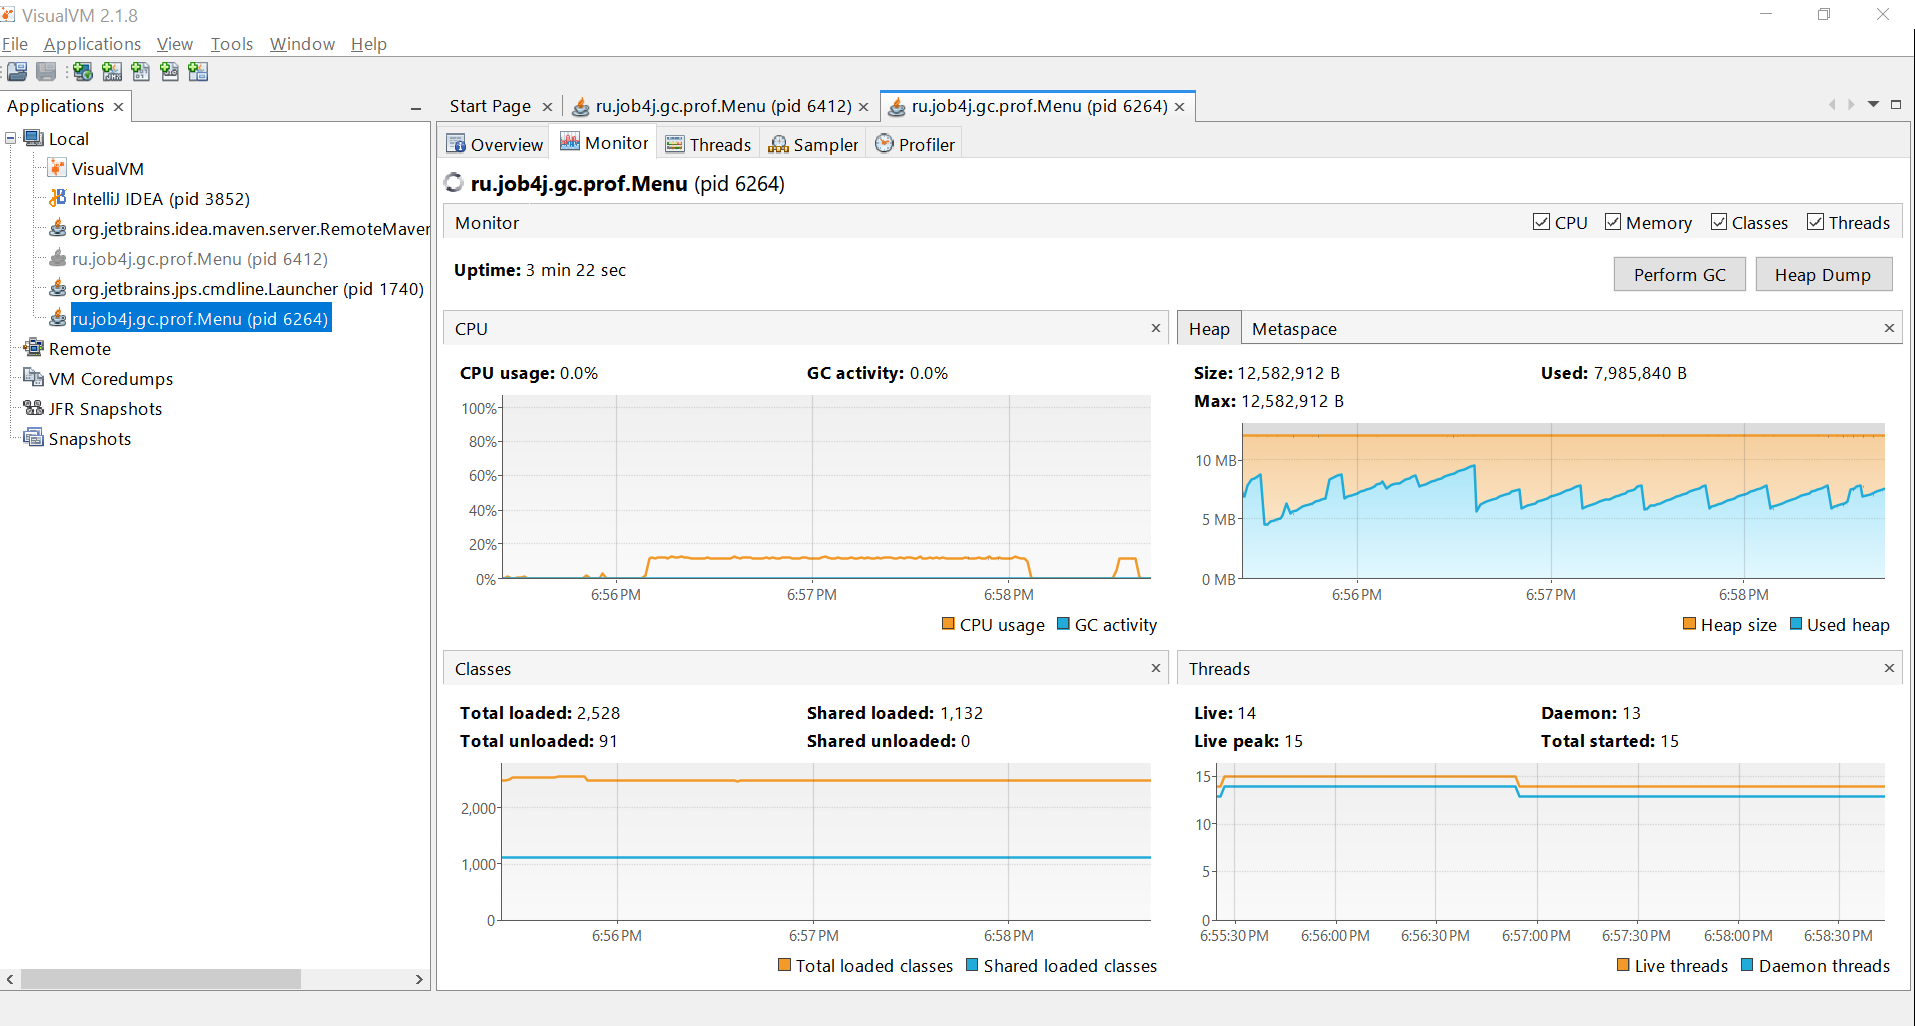 VisualVM 2.1.8
File Applications View Tools Window Help
Applications
Local
VisualVM
IntelliJ IDEA (pid 3852)
org.jetbrains.idea.maven.server.RemoteMaver
ru.job4j.gc.prof.Menu (pid 6412)
org.jetbrains.jps.cmdline.Launcher (pid 1740)
ru.job4j.gc.prof.Menu (pid 6264)
Remote
VM Coredumps
JFR Snapshots
Snapshots
Start Page ru.job4j.gc.prof.Menu (pid 6412) ru.job4j.gc.prof.Menu (pid 6264)
Overview Monitor Threads Sampler Profiler
ru.job4j.gc.prof.Menu (pid 6264)
Monitor CPU Memory Classes Threads
Uptime: 3 min 22 sec
Perform GC Heap Dump
CPU
CPU usage: 0.0% GC activity: 0.0%
100%
80%
60%
40%
20%
0%
6:56 PM 6:57 PM 6:58 PM
CPU usage GC activity
Heap Metaspace
Size: 12,582,912 B Used: 7,985,840 B
Max: 12,582,912 B
10 MB
5 MB
0 MB
6:56 PM 6:57 PM 6:58 PM
Heap size Used heap
Classes
Total loaded: 2,528 Shared loaded: 1,132
Total unloaded: 91 Shared unloaded: 0
2,000
1,000
0
6:56 PM 6:57 PM 6:58 PM
Total loaded classes Shared loaded classes
Threads
Live: 14 Daemon: 13
Live peak: 15 Total started: 15
15
10
5
0
6:55:30 PM 6:56:00 PM 6:56:30 PM 6:57:00 PM 6:57:30 PM 6:58:00 PM 6:58:30 PM
Live threads Daemon threads